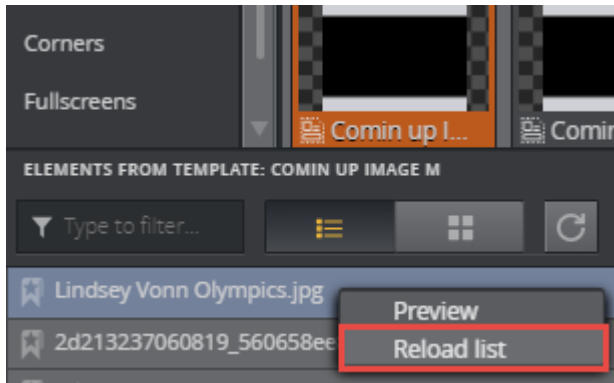 Corners
Fullscreens
Comin up I...
Comin
ELEMENTS FROM TEMPLATE: COMIN UP IMAGE M
Type to filter...
Lindsey Vonn Olympics.jpg
Preview
2d213237060819_560658ee
Reload list